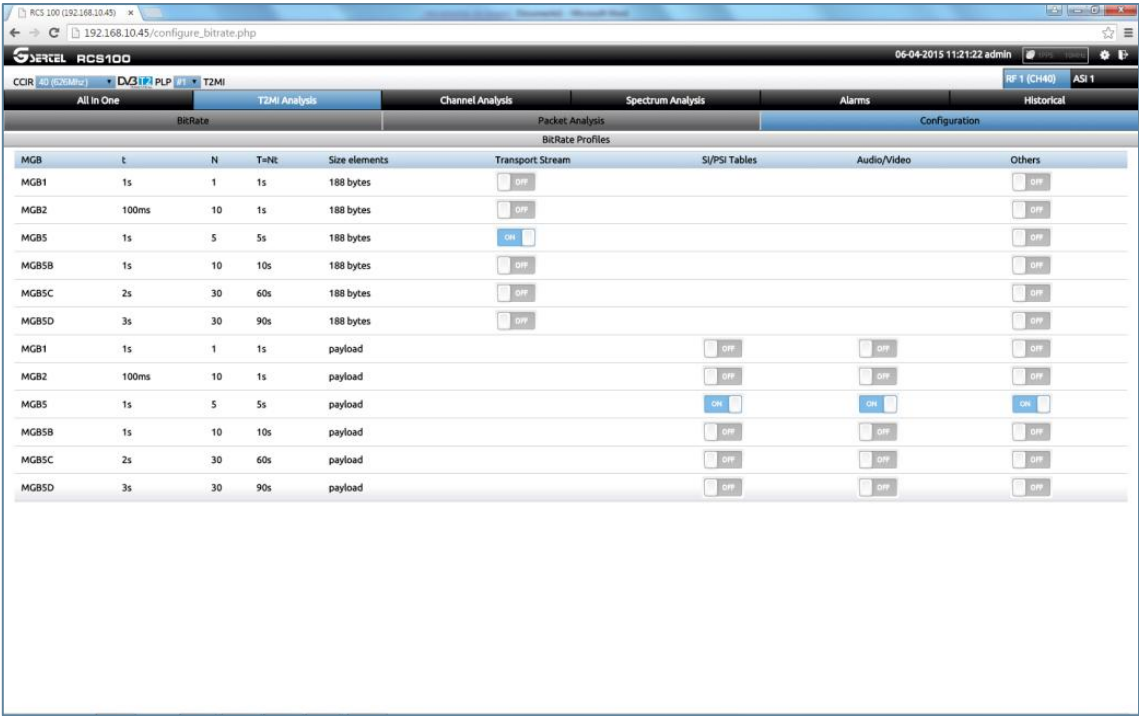 RCS 100 (192.168.10.45) ×
192.168.10.45/configure_bitrate.php
GSERTEL RCS100 06-04-2015 11:21:22 admin
CCIR 40 (626Mhz) DVB T2 PLP #1 T2MI RF 1 (CH40) ASI 1
All In One T2MI Analysis Channel Analysis Spectrum Analysis Alarms Historical
BitRate Packet Analysis Configuration
BitRate Profiles
MGB t N T=Nt Size elements Transport Stream SI/PSI Tables Audio/Video Others
MGB1 1s 1 1s 188 bytes OFF OFF
MGB2 100ms 10 1s 188 bytes OFF OFF
MGB5 1s 5 5s 188 bytes ON OFF
MGB5B 1s 10 10s 188 bytes OFF OFF
MGB5C 2s 30 60s 188 bytes OFF OFF
MGB5D 3s 30 90s 188 bytes OFF OFF
MGB1 1s 1 1s payload OFF OFF OFF
MGB2 100ms 10 1s payload OFF OFF OFF
MGB5 1s 5 5s payload ON ON ON
MGB5B 1s 10 10s payload OFF OFF OFF
MGB5C 2s 30 60s payload OFF OFF OFF
MGB5D 3s 30 90s payload OFF OFF OFF